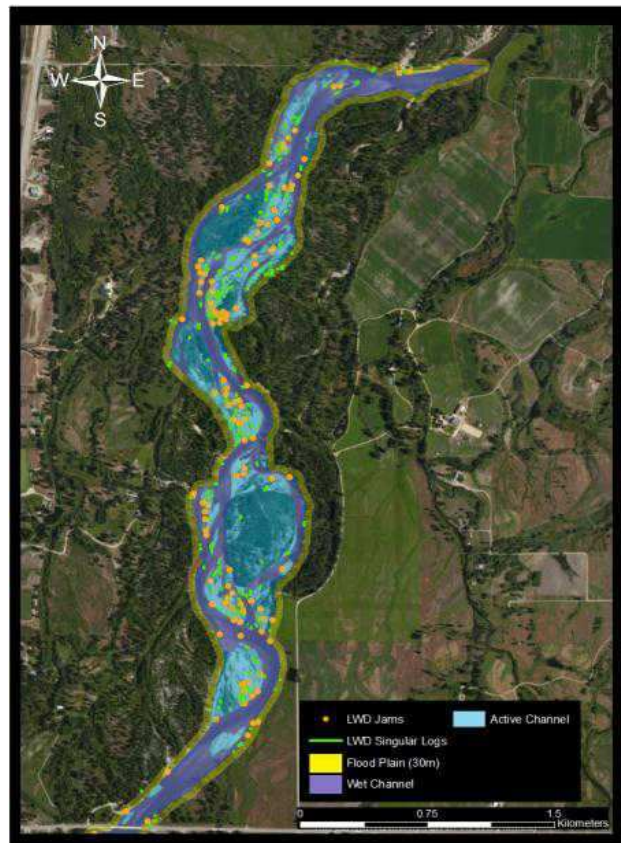 N
W E
S
LWD Jams Active Channel
LWD Singular Logs
Flood Plain (30m)
Wet Channel
0 0.75 1.5
Kilometers